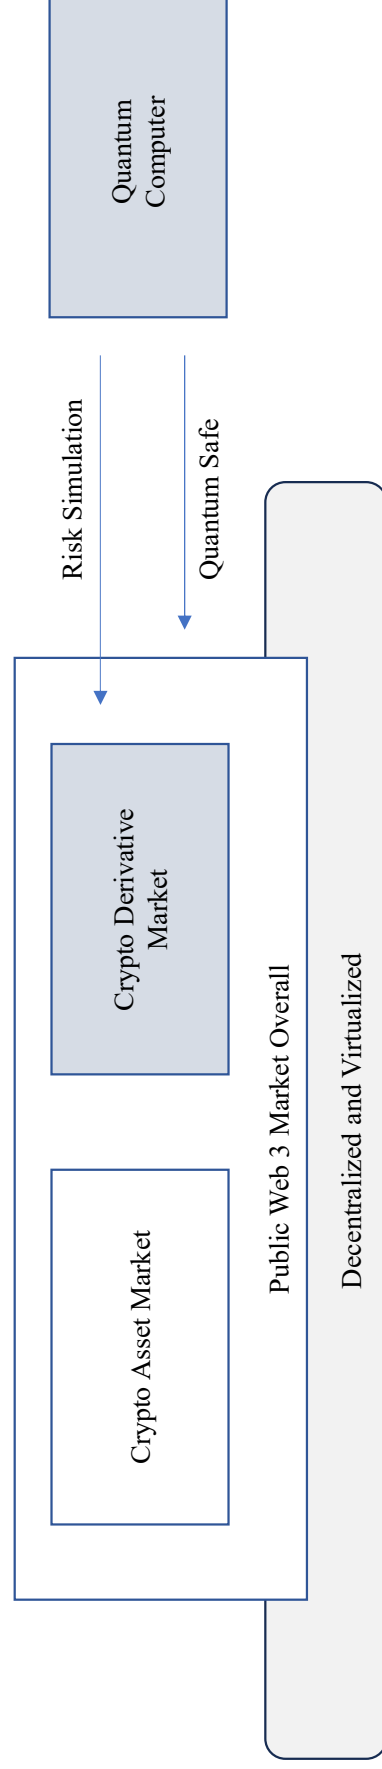 Crypto Asset Market
Crypto Derivative
Market
Public Web 3 Market Overall
Decentralized and Virtualized
Risk Simulation
Quantum Safe
Quantum
Computer